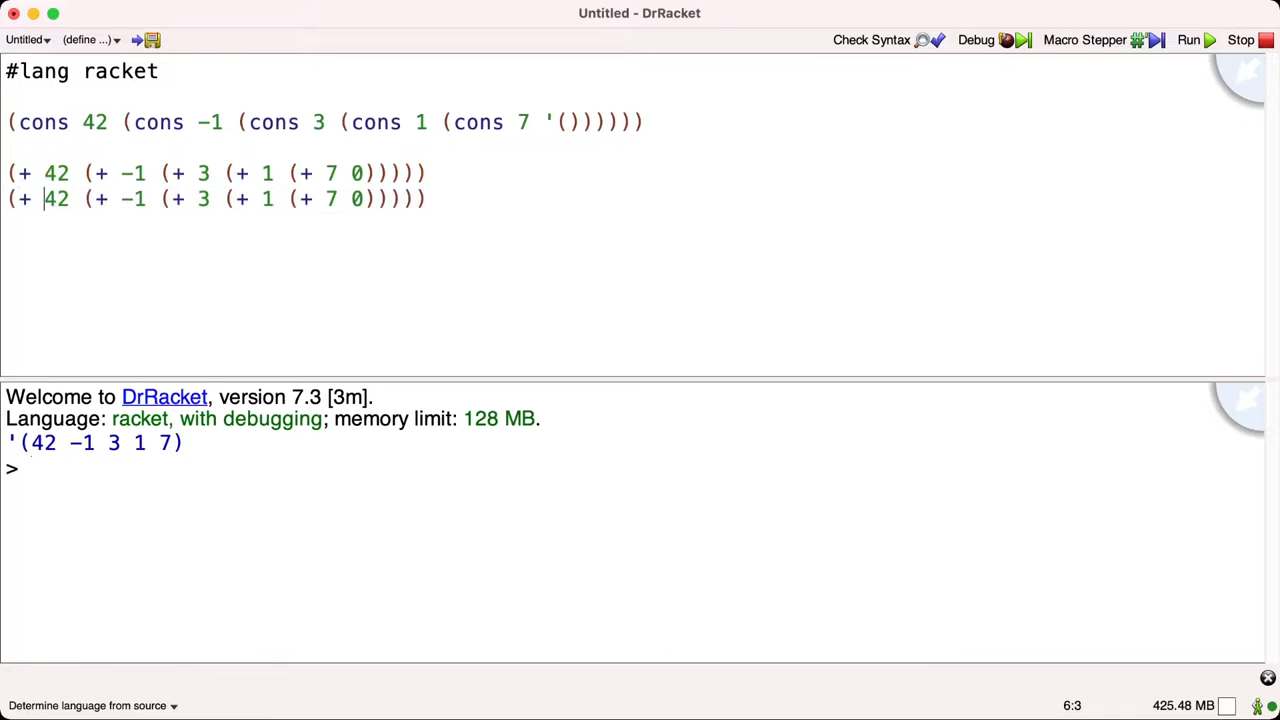 Untitled - DrRacket
Untitled (define ...) Check Syntax Debug Macro Stepper Run Stop
#lang racket
(cons 42 (cons -1 (cons 3 (cons 1 (cons 7 '())))))
(+ 42 (+ -1 (+ 3 (+ 1 (+ 7 0)))))
(+ 42 (+ -1 (+ 3 (+ 1 (+ 7 0)))))
Welcome to DrRacket, version 7.3 [3m].
Language: racket, with debugging; memory limit: 128 MB.
'(42 -1 3 1 7)
>
Determine language from source 6:3 425.48 MB